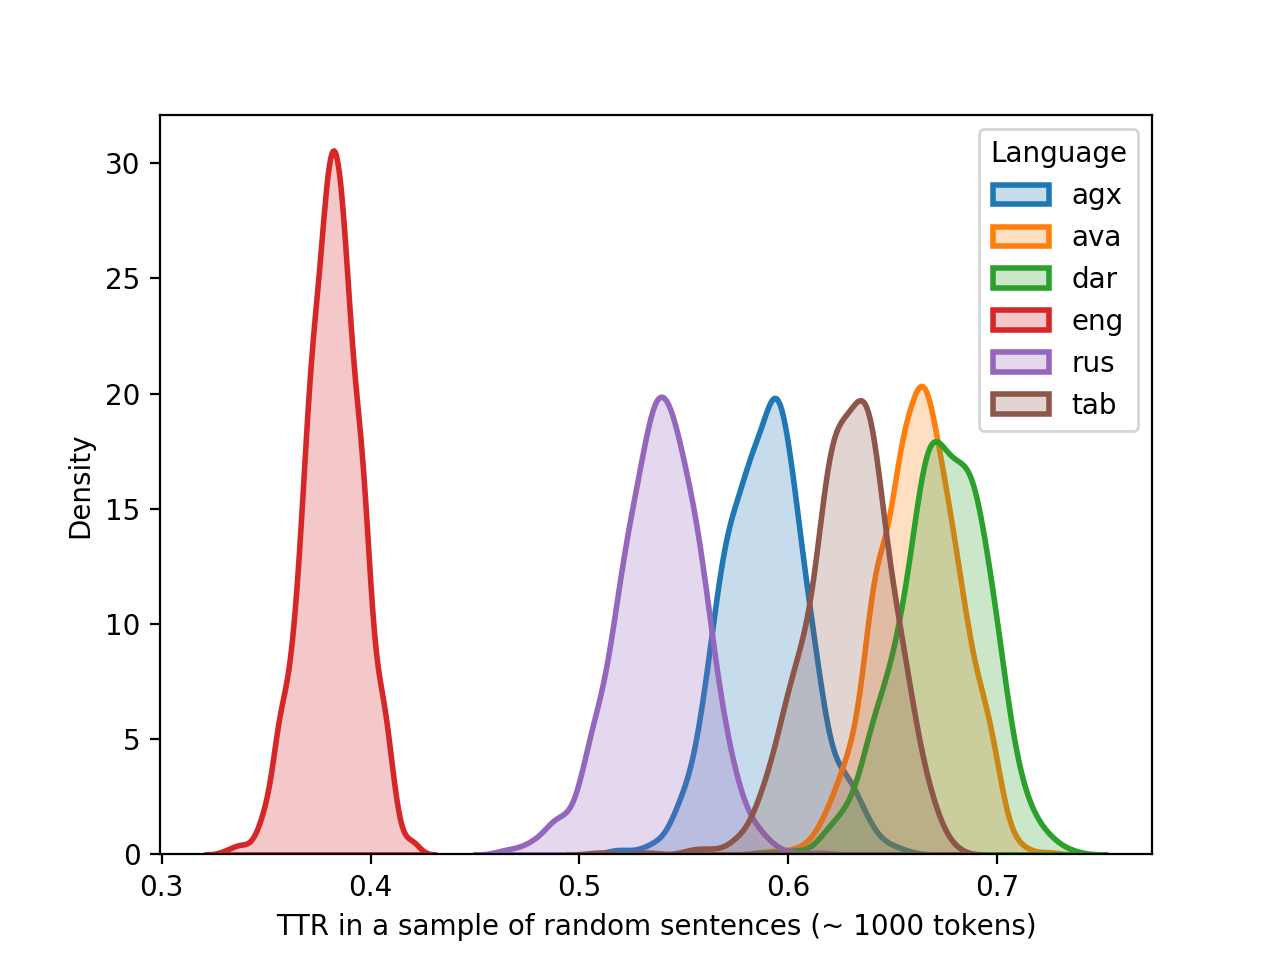 Language
agx
ava
dar
eng
rus
tab
30
25
20
15
10
5
0
Density
0.3 0.4 0.5 0.6 0.7
TTR in a sample of random sentences (~ 1000 tokens)